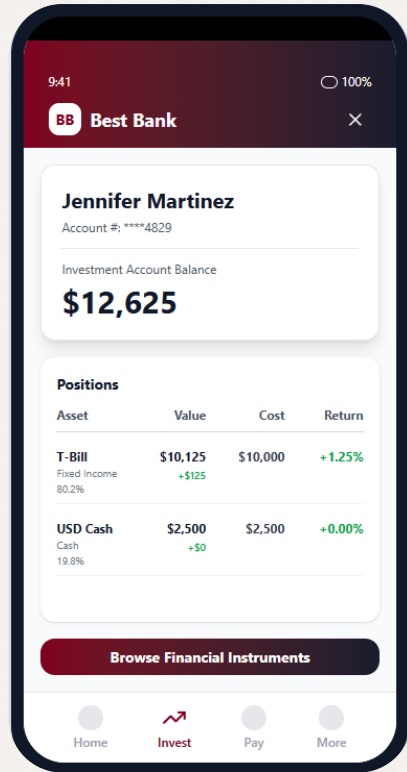 9:41 100%
BB Best Bank ×
Jennifer Martinez
Account #: ****4829
Investment Account Balance
$12,625
Positions
Asset Value Cost Return
T-Bill $10,125 $10,000 +1.25%
Fixed Income +$125
80.2%
USD Cash $2,500 $2,500 +0.00%
Cash +$0
19.8%
Browse Financial Instruments
Home Invest Pay More